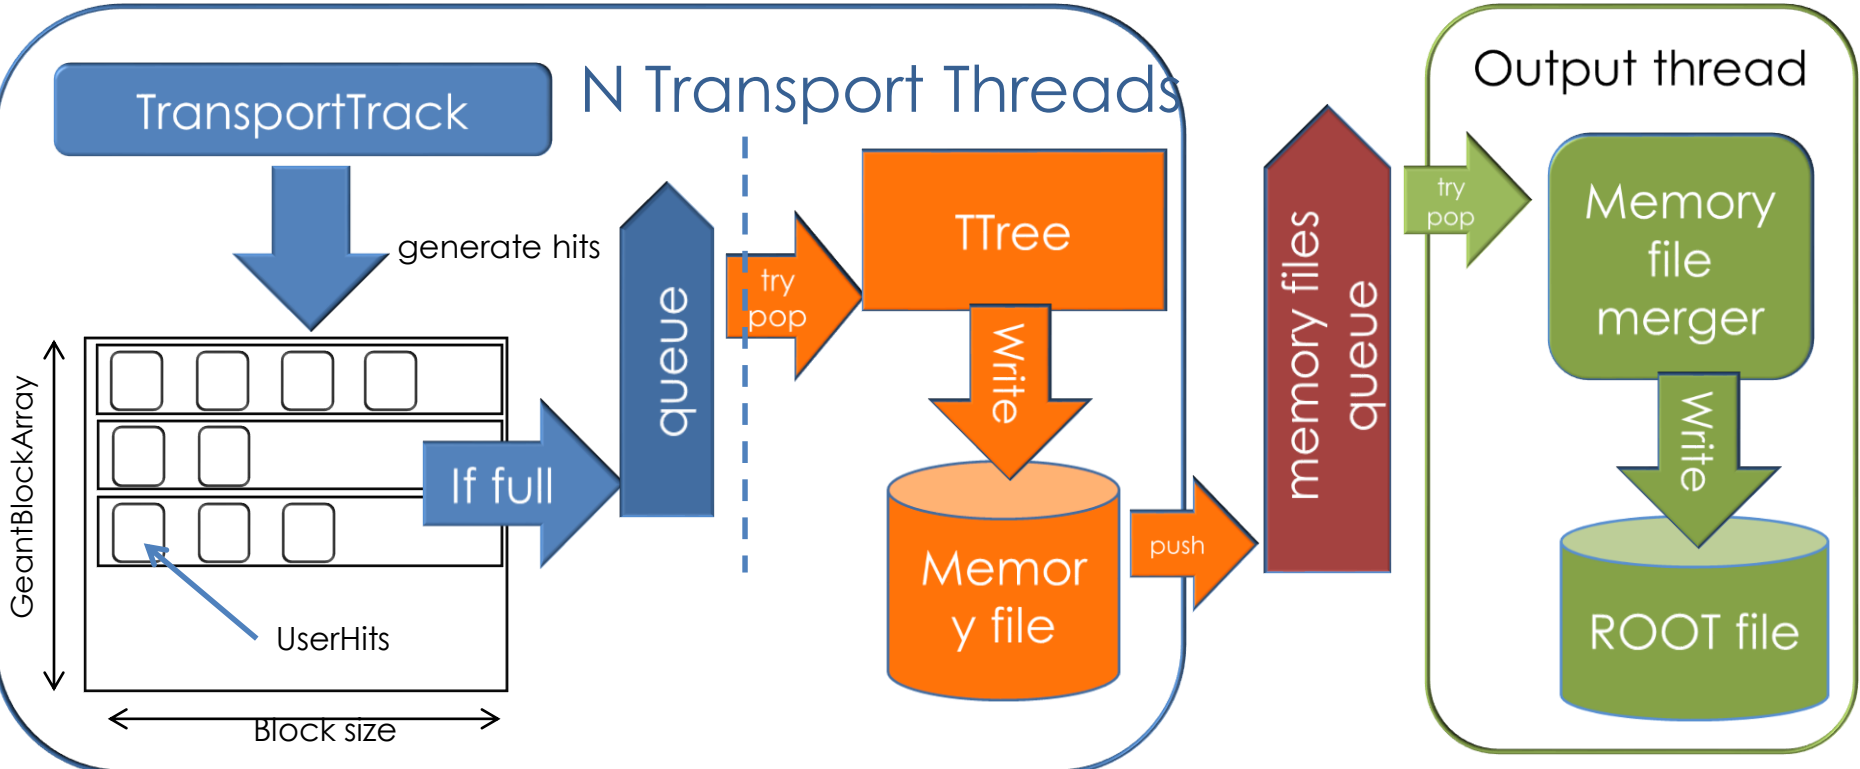 TransportTrack
N Transport Threads
generate hits
GeantBlockArray
If full
UserHits
Block size
queue
try
pop
TTree
Write
Memor
y file
push
memory files
queue
Output thread
try
pop
Memory
file
merger
Write
ROOT file